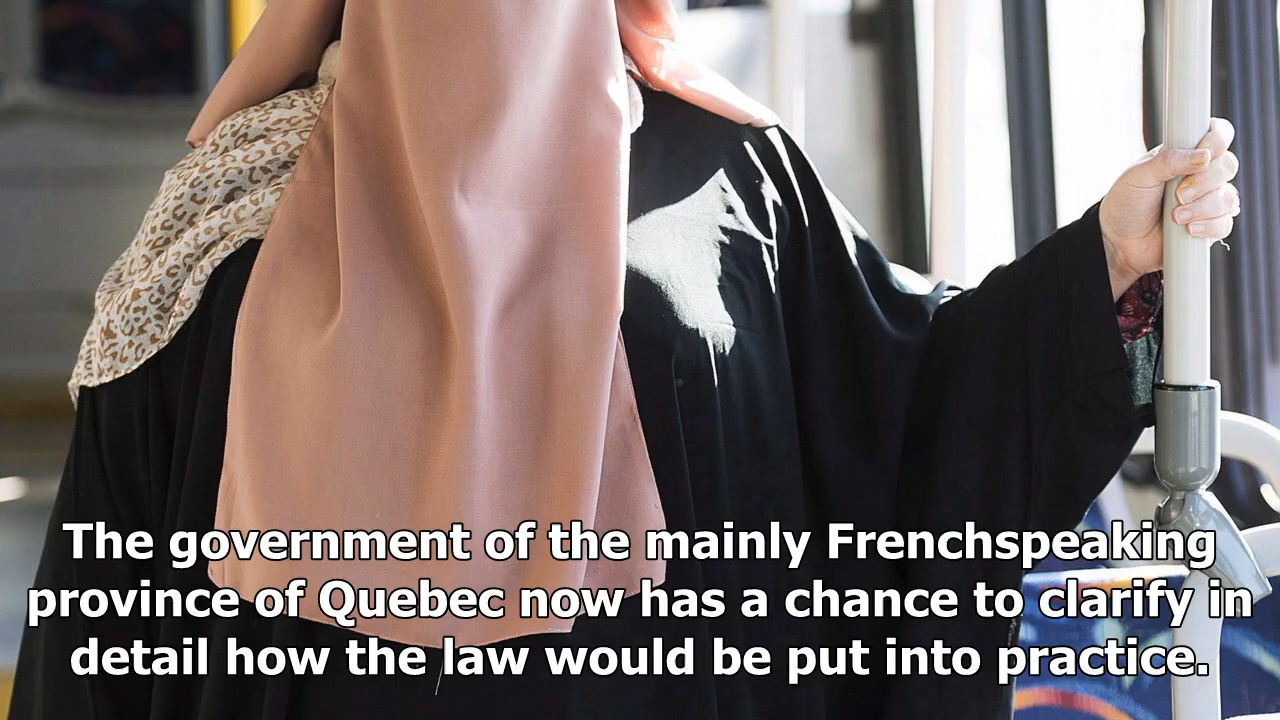 The government of the mainly Frenchspeaking
province of Quebec now has a chance to clarify in
detail how the law would be put into practice.